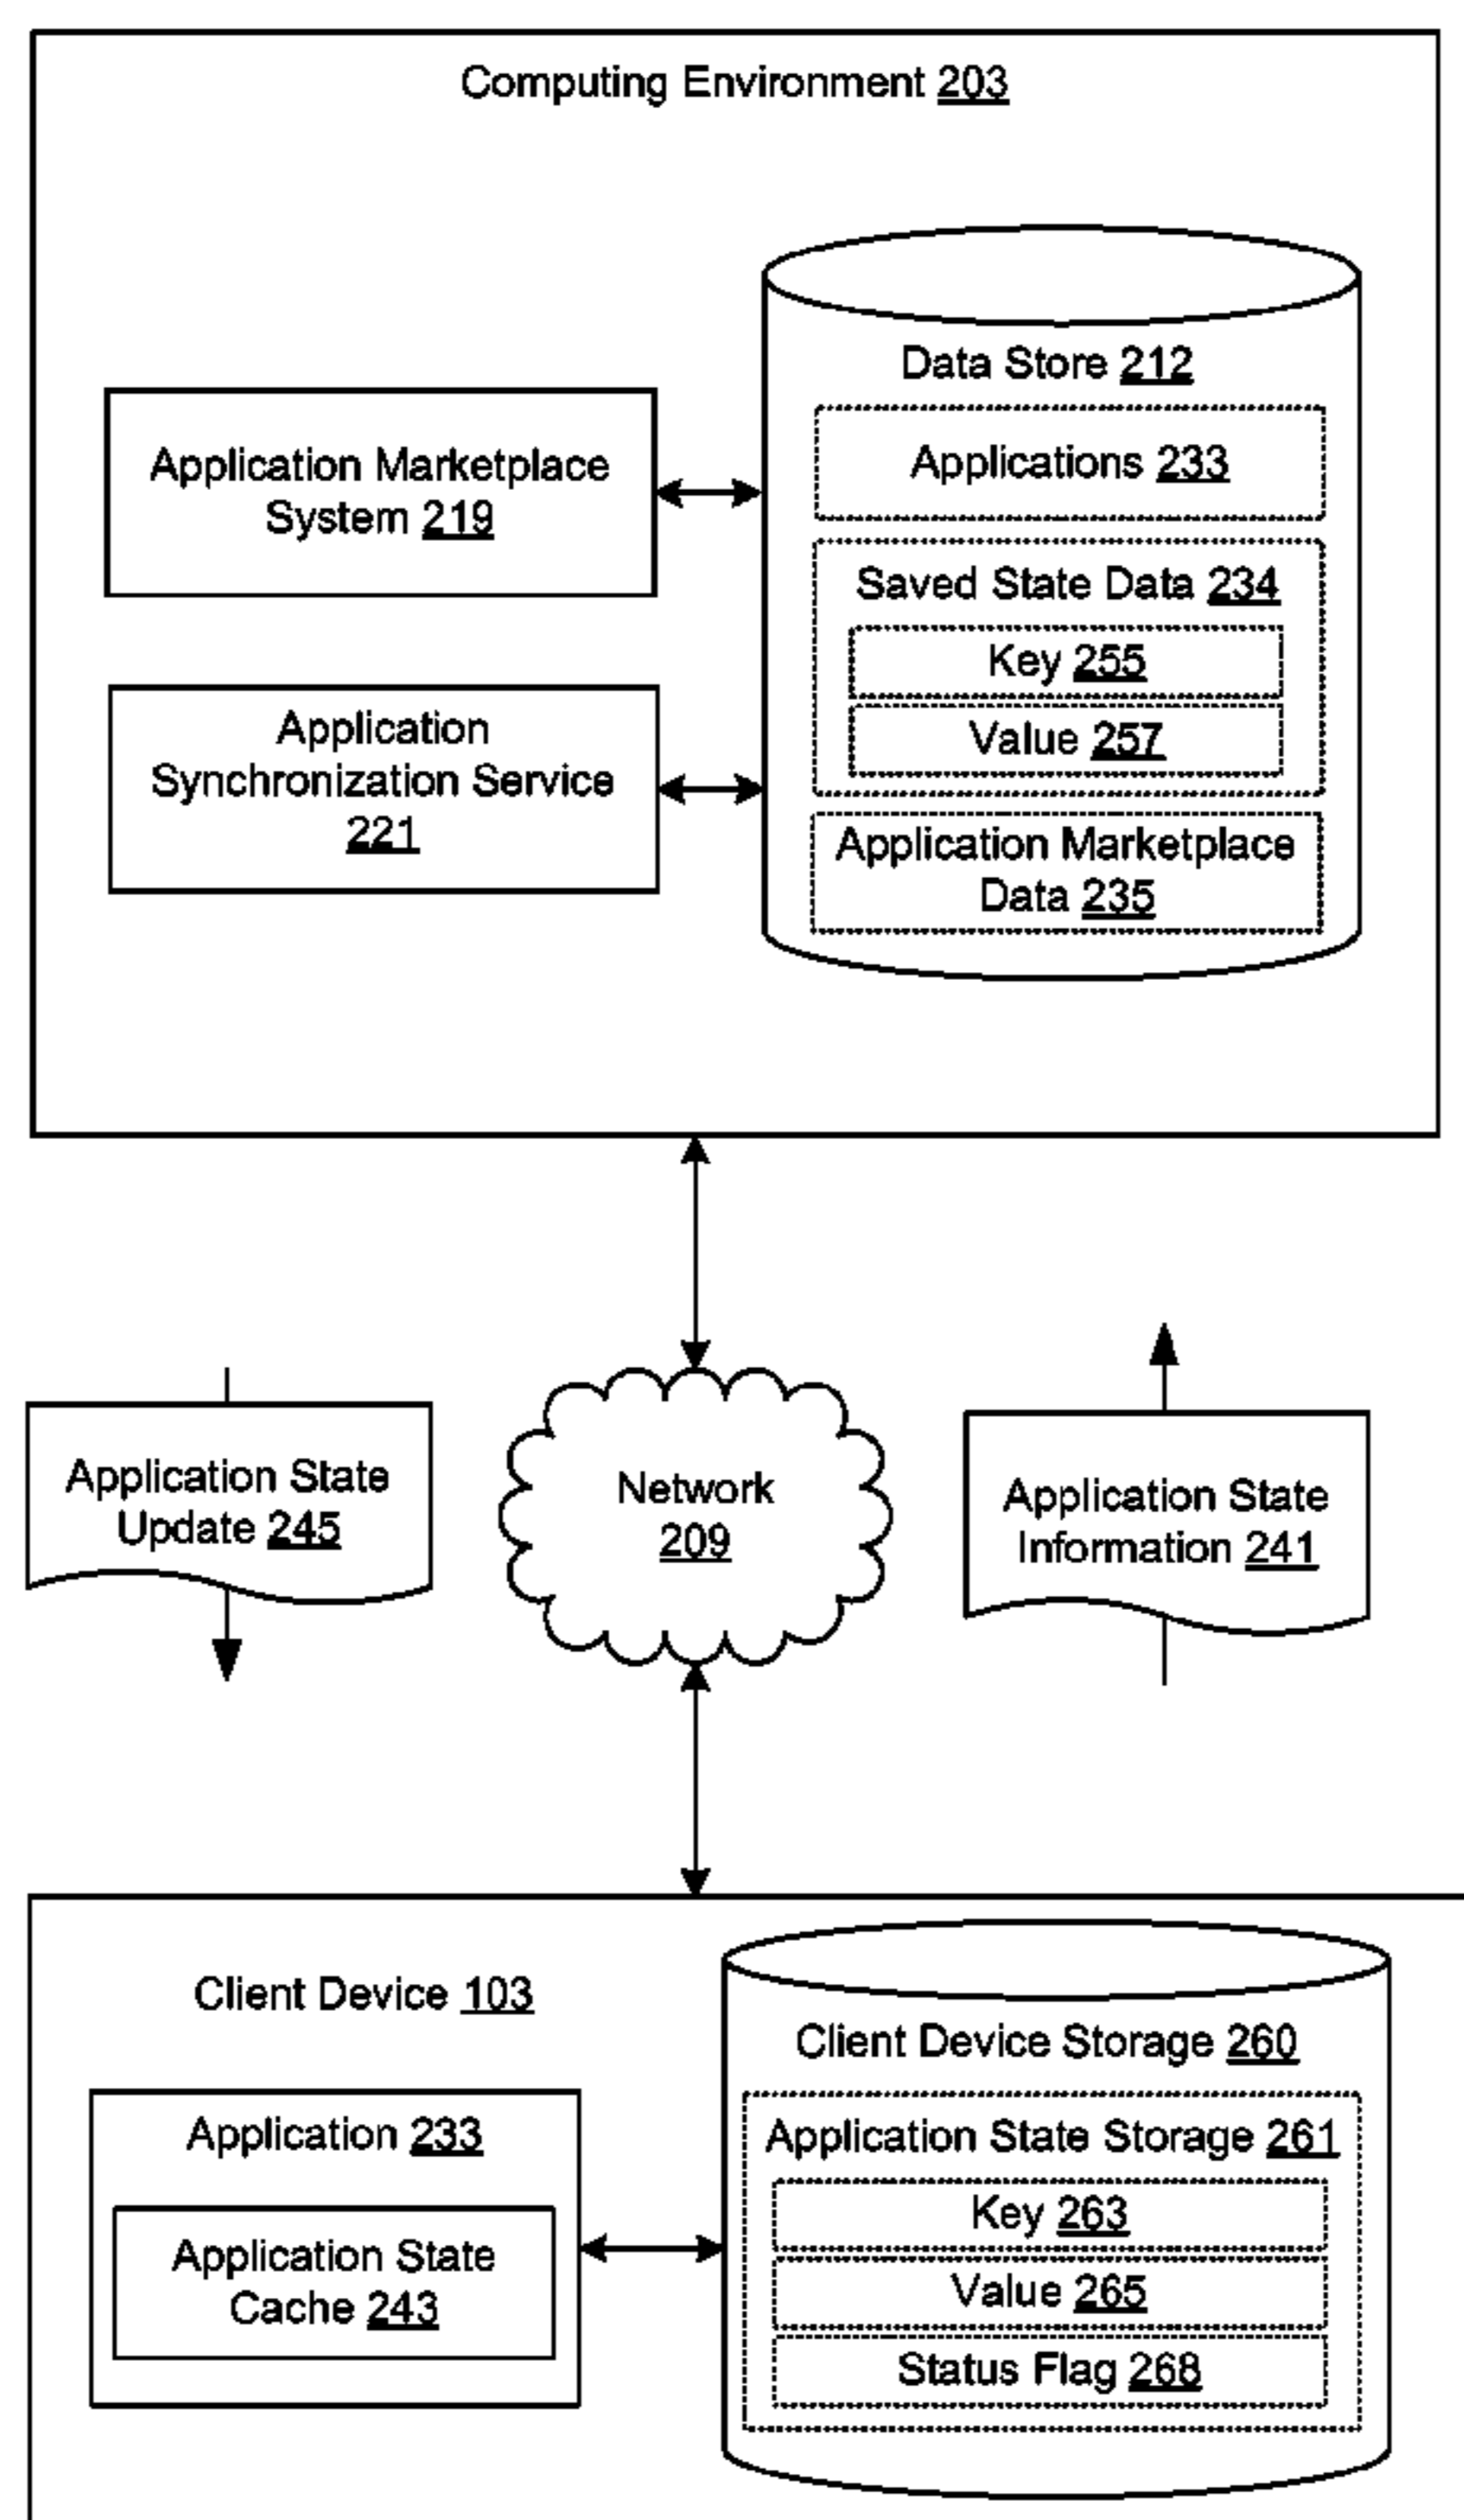 Computing Environment 203
Data Store 212
Applications 233
Application Marketplace
System 219
Saved State Data 234
Key 255
Value 257
Application
Synchronization Service
221
Application Marketplace
Data 235
Application State
Update 245
Network
209
Application State
Information 241
Client Device 103
Client Device Storage 260
Application 233
Application State
Cache 243
Application State Storage 261
Key 263
Value 265
Status Flag 268